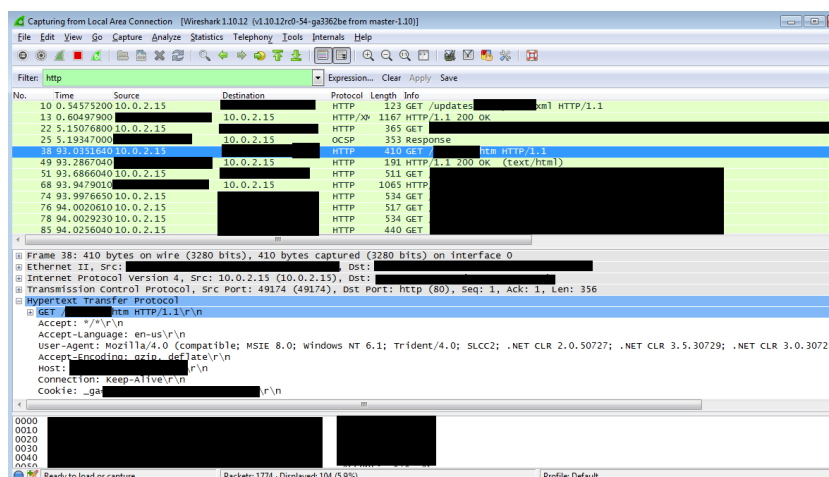 Capturing from Local Area Connection [Wireshark 1.10.12 (v1.10.12rc0-54-ga3362be from master-1.10)]
File Edit View Go Capture Analyze Statistics Telephony Tools Internals Help
Filter: http Expression... Clear Apply Save
No. Time Source Destination Protocol Length Info
10 0.54575200 10.0.2.15 HTTP 123 GET /updates xml HTTP/1.1
13 0.60497900 10.0.2.15 HTTP/XM 1167 HTTP/1.1 200 OK
22 5.15076800 10.0.2.15 HTTP 365 GET
25 5.19347000 10.0.2.15 OCSP 353 Response
38 93.0351640 10.0.2.15 HTTP 410 GET / htm HTTP/1.1
49 93.2867040 10.0.2.15 HTTP 191 HTTP/1.1 200 OK (text/html)
51 93.6866040 10.0.2.15 HTTP 511 GET
68 93.9479010 10.0.2.15 HTTP 1065 HTTP
74 93.9976650 10.0.2.15 HTTP 534 GET
76 94.0020610 10.0.2.15 HTTP 517 GET
78 94.0029230 10.0.2.15 HTTP 534 GET
85 94.0256040 10.0.2.15 HTTP 440 GET
Frame 38: 410 bytes on wire (3280 bits), 410 bytes captured (3280 bits) on interface 0
Ethernet II, Src: , Dst:
Internet Protocol Version 4, Src: 10.0.2.15 (10.0.2.15), Dst:
Transmission Control Protocol, Src Port: 49174 (49174), Dst Port: http (80), Seq: 1, Ack: 1, Len: 356
Hypertext Transfer Protocol
GET / htm HTTP/1.1\r\n
Accept: */*\r\n
Accept-Language: en-us\r\n
User-Agent: Mozilla/4.0 (compatible; MSIE 8.0; Windows NT 6.1; Trident/4.0; SLCC2; .NET CLR 2.0.50727; .NET CLR 3.5.30729; .NET CLR 3.0.3072
Accept-Encoding: gzip, deflate\r\n
Host: \r\n
Connection: Keep-Alive\r\n
Cookie: _ga= \r\n
0000
0010
0020
0030
0040
0050
Ready to load or capture Packets: 1774 · Displayed: 104 (5.9%) Profile: Default